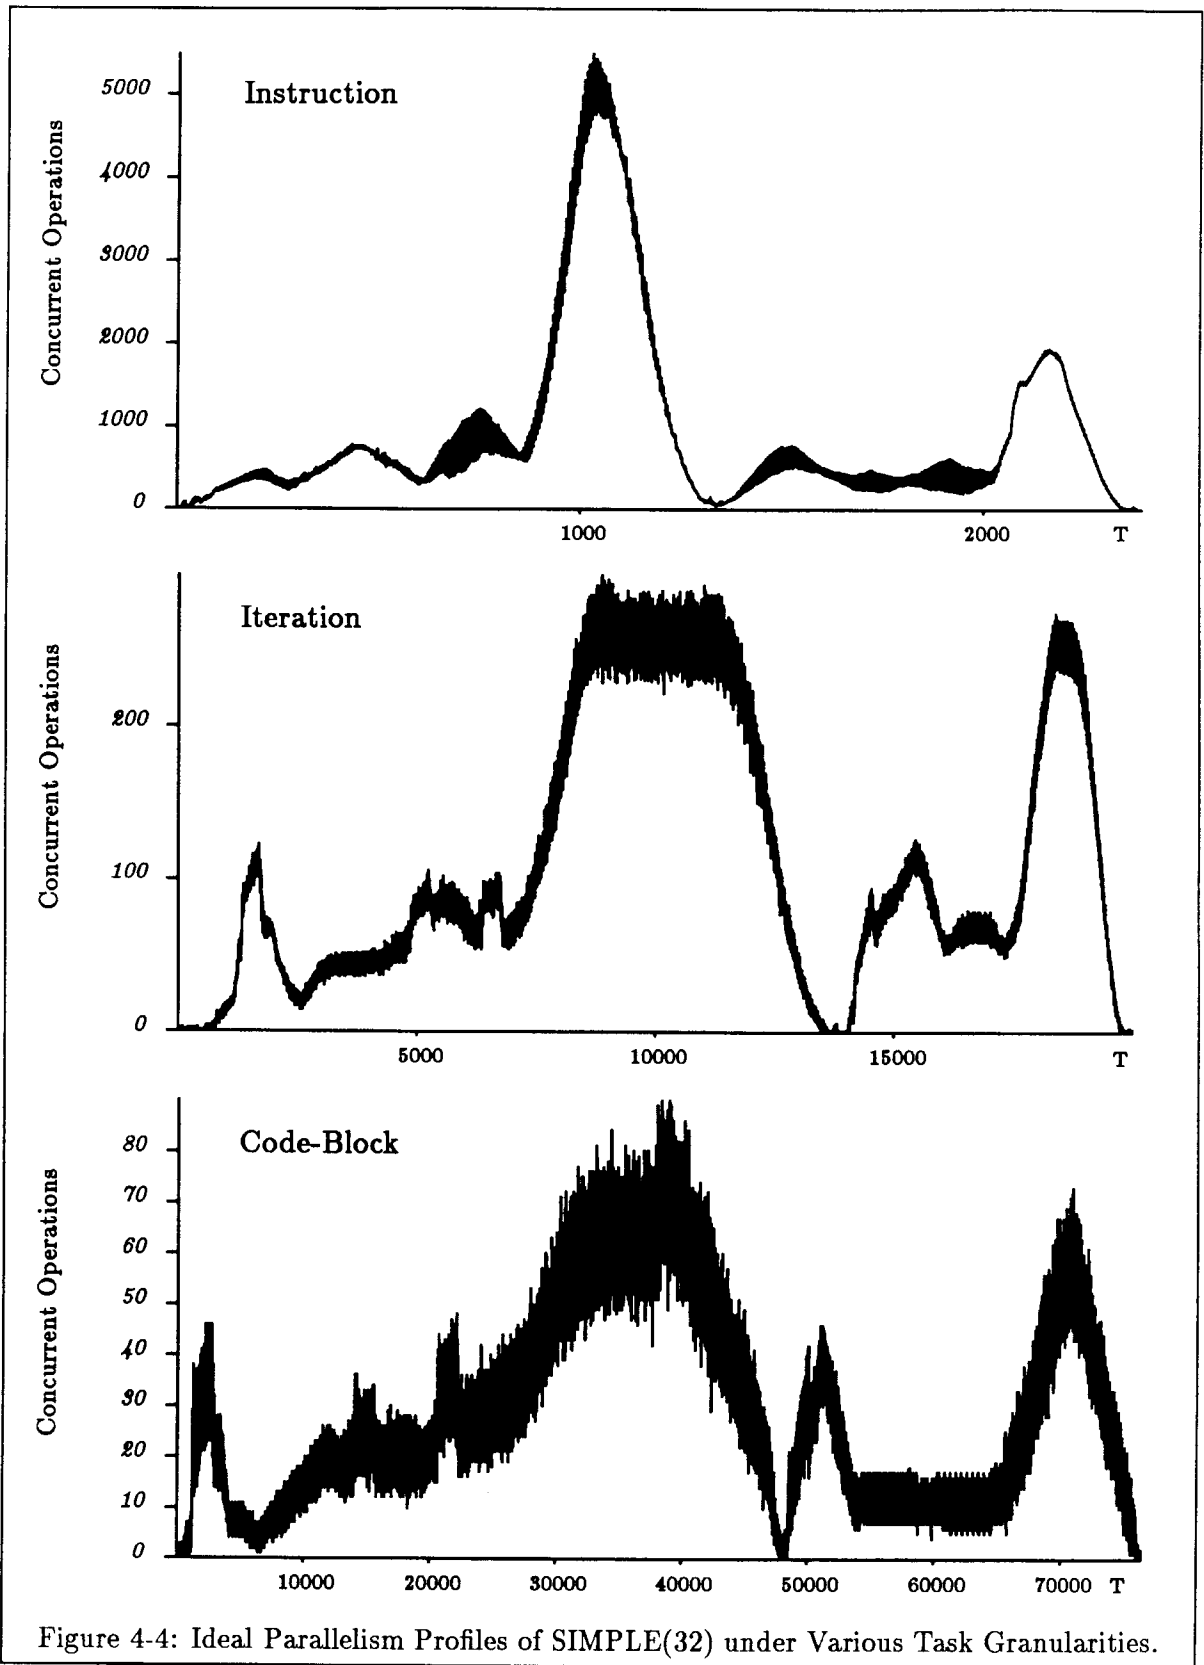 Instruction
Concurrent Operations
5000
4000
3000
2000
1000
0
1000 2000 T
Iteration
Concurrent Operations
200
100
0
5000 10000 15000 T
Code-Block
Concurrent Operations
80
70
60
50
40
30
20
10
0
10000 20000 30000 40000 50000 60000 70000 T
Figure 4-4: Ideal Parallelism Profiles of SIMPLE(32) under Various Task Granularities.